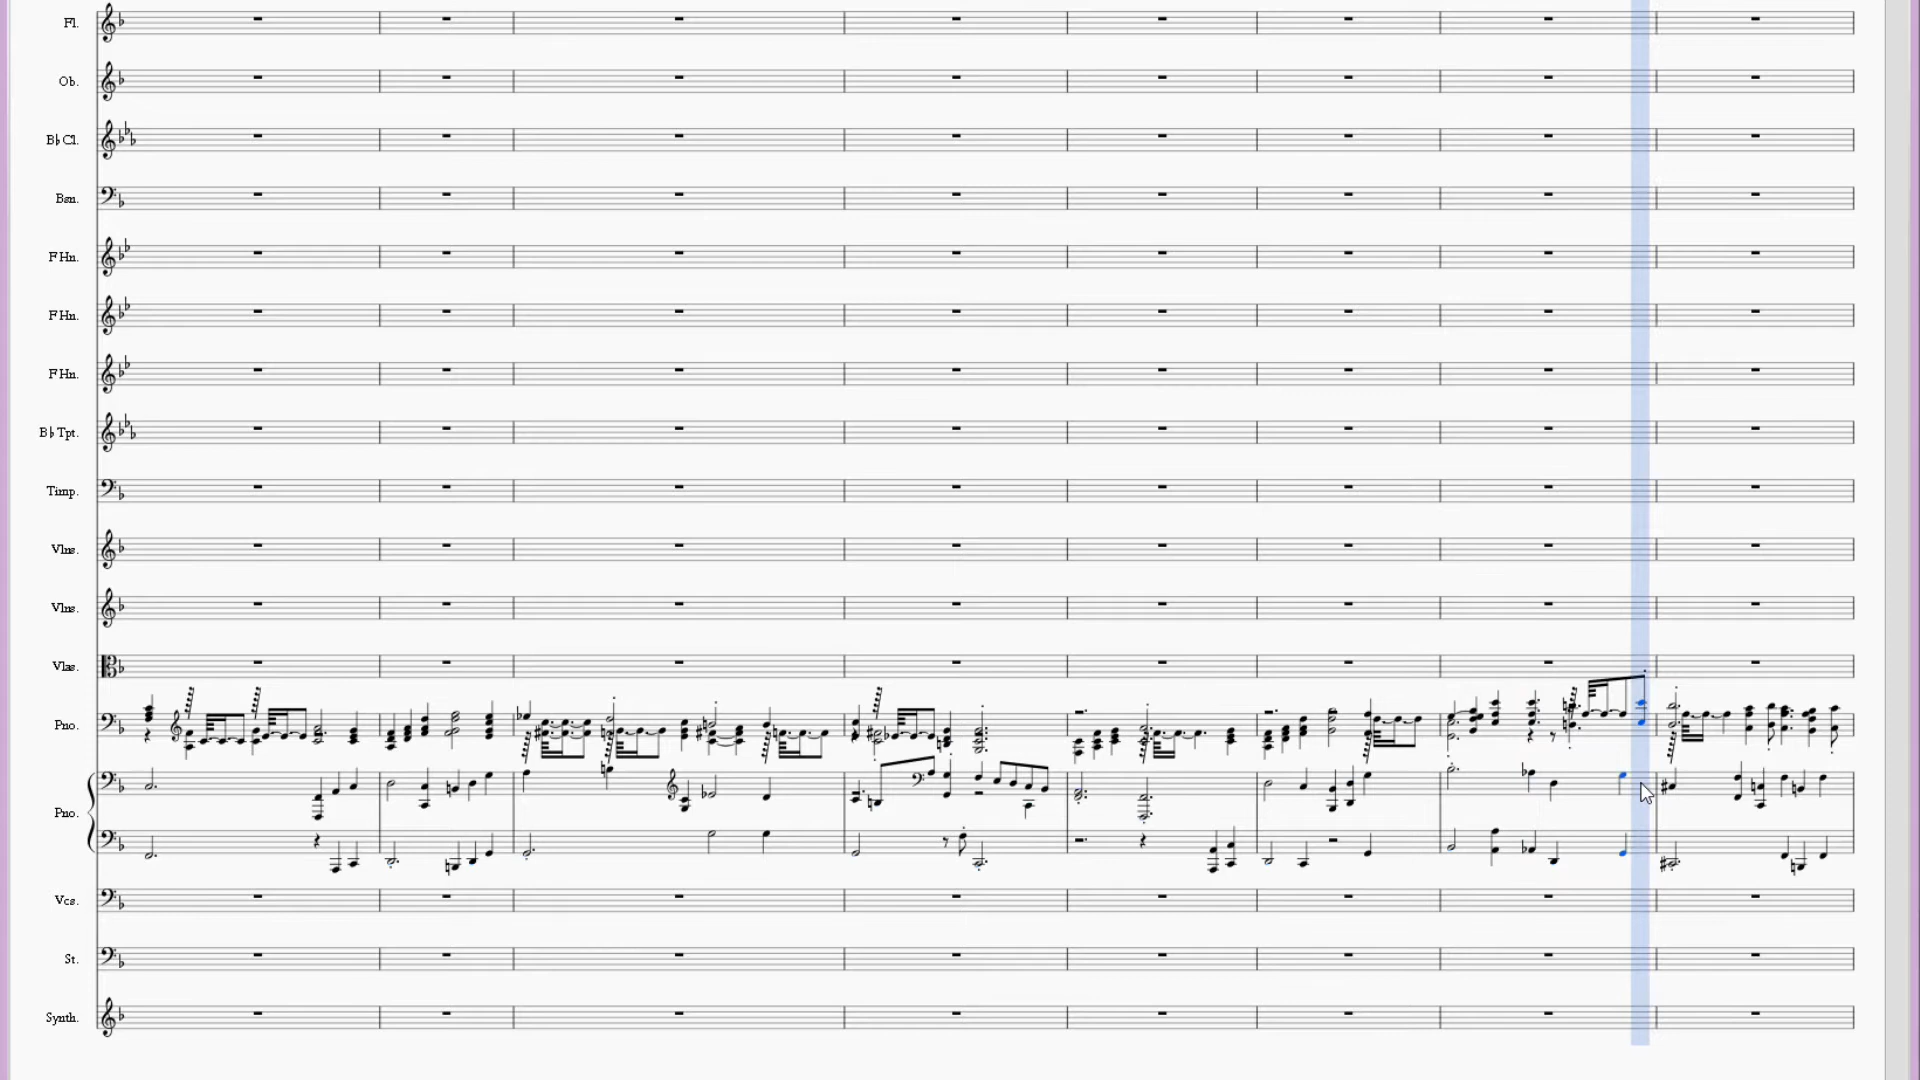 Fl.
Ob.
B♭ Cl.
Bsn.
F Hn.
F Hn.
F Hn.
B♭ Tpt.
Timp.
Vlns.
Vlns.
Vlas.
Pno.
Pno.
Vcs.
St.
Synth.